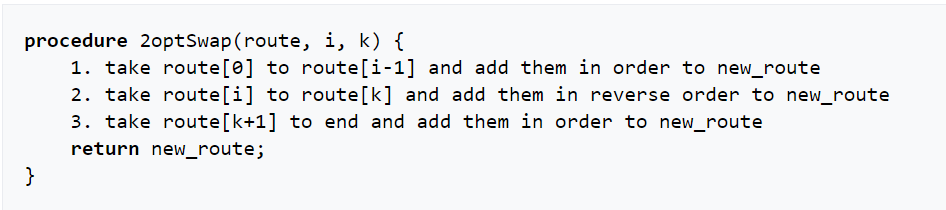 procedure 2optSwap(route, i, k) {
    1. take route[0] to route[i-1] and add them in order to new_route
    2. take route[i] to route[k] and add them in reverse order to new_route
    3. take route[k+1] to end and add them in order to new_route
    return new_route;
}